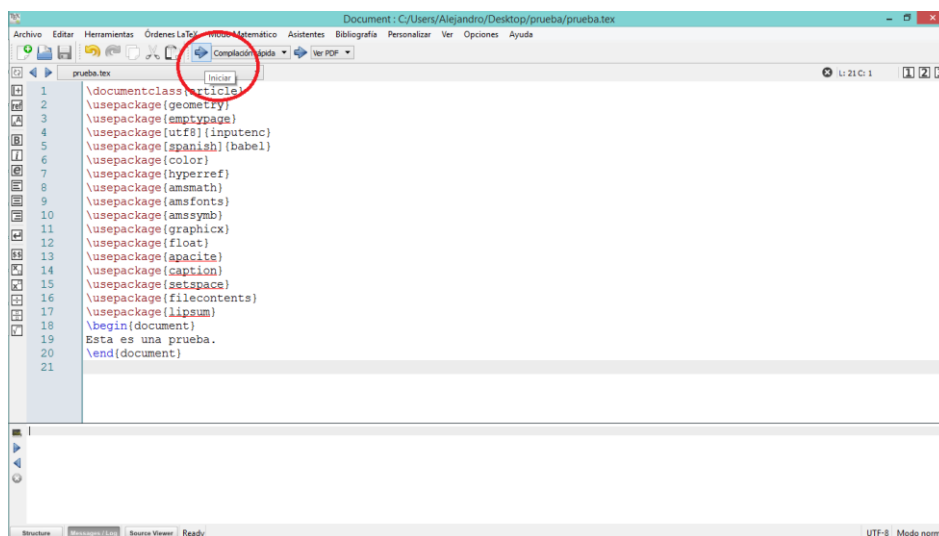 Document : C:/Users/Alejandro/Desktop/prueba/prueba.tex
Archivo Editar Herramientas Órdenes LaTeX Modo Matemático Asistentes Bibliografía Personalizar Ver Opciones Ayuda
Compilación rápida Ver PDF
prueba.tex Iniciar L: 21 C: 1 1 2
1 \documentclass{article}
2 \usepackage{geometry}
3 \usepackage{emptypage}
4 \usepackage[utf8]{inputenc}
5 \usepackage[spanish]{babel}
6 \usepackage{color}
7 \usepackage{hyperref}
8 \usepackage{amsmath}
9 \usepackage{amsfonts}
10 \usepackage{amssymb}
11 \usepackage{graphicx}
12 \usepackage{float}
13 \usepackage{apacite}
14 \usepackage{caption}
15 \usepackage{setspace}
16 \usepackage{filecontents}
17 \usepackage{lipsum}
18 \begin{document}
19 Esta es una prueba.
20 \end{document}
21
Structure Messages / Log Source Viewer Ready UTF-8 Modo norm